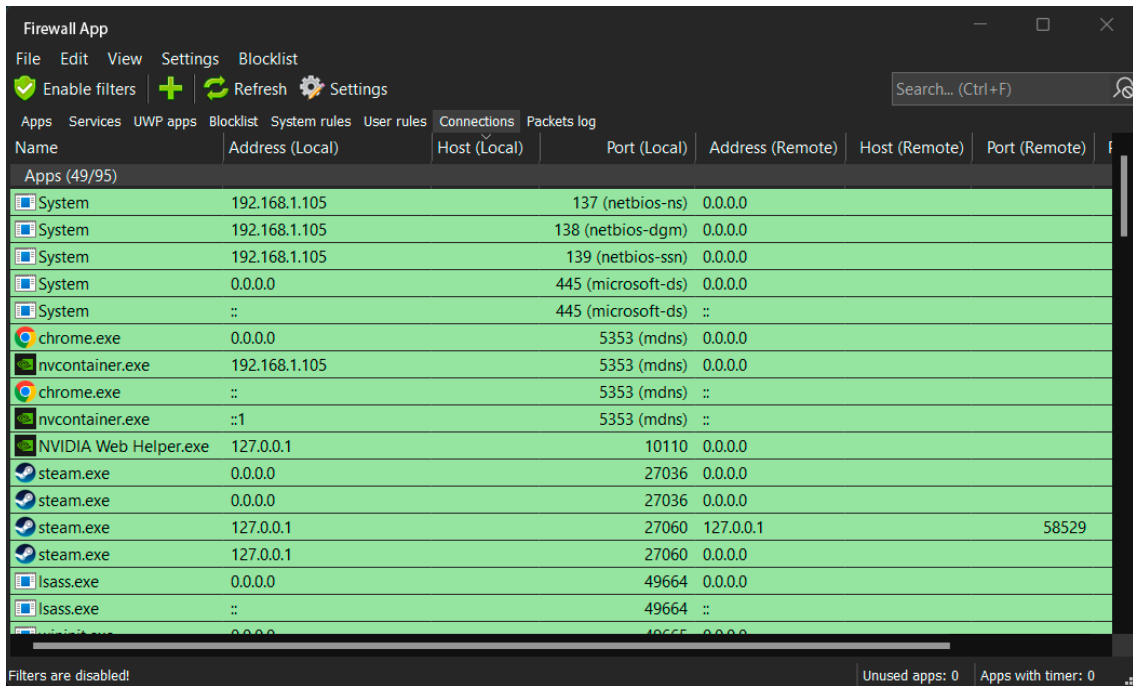 Firewall App
File Edit View Settings Blocklist
Enable filters Refresh Settings Search... (Ctrl+F)
Apps Services UWP apps Blocklist System rules User rules Connections Packets log
Name Address (Local) Host (Local) Port (Local) Address (Remote) Host (Remote) Port (Remote)
Apps (49/95)
System 192.168.1.105 137 (netbios-ns) 0.0.0.0
System 192.168.1.105 138 (netbios-dgm) 0.0.0.0
System 192.168.1.105 139 (netbios-ssn) 0.0.0.0
System 0.0.0.0 445 (microsoft-ds) 0.0.0.0
System :: 445 (microsoft-ds) ::
chrome.exe 0.0.0.0 5353 (mdns) 0.0.0.0
nvcontainer.exe 192.168.1.105 5353 (mdns) 0.0.0.0
chrome.exe :: 5353 (mdns) ::
nvcontainer.exe ::1 5353 (mdns) ::
NVIDIA Web Helper.exe 127.0.0.1 10110 0.0.0.0
steam.exe 0.0.0.0 27036 0.0.0.0
steam.exe 0.0.0.0 27036 0.0.0.0
steam.exe 127.0.0.1 27060 127.0.0.1 58529
steam.exe 127.0.0.1 27060 0.0.0.0
lsass.exe 0.0.0.0 49664 0.0.0.0
lsass.exe :: 49664 ::
Filters are disabled! Unused apps: 0 Apps with timer: 0